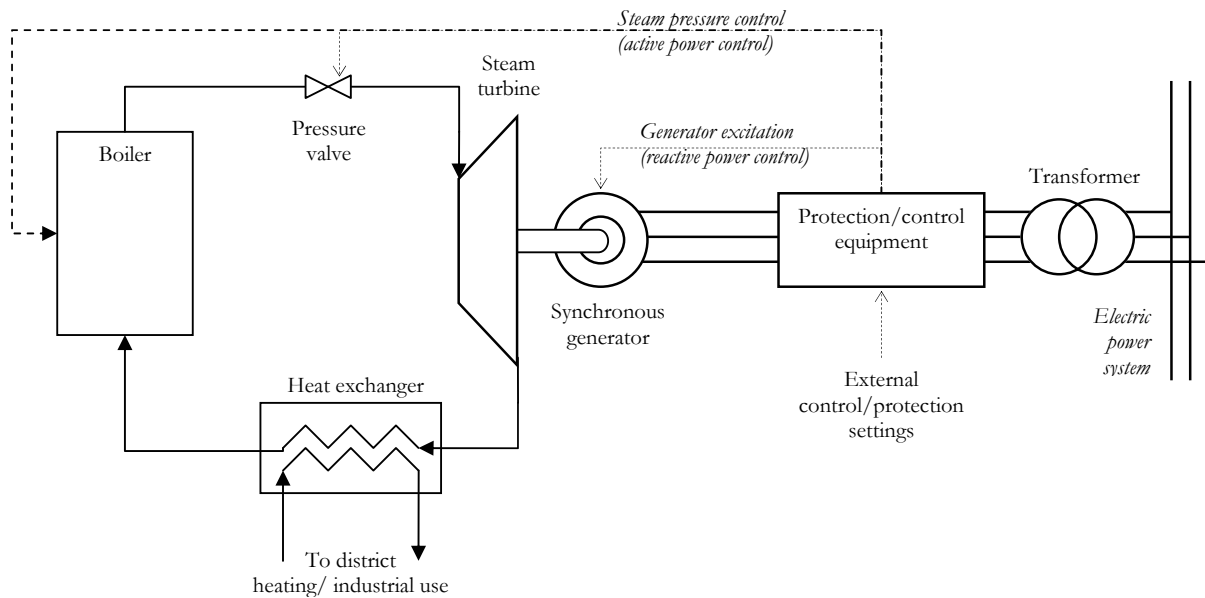 Steam pressure control
(active power control)
Steam
turbine
Pressure
valve
Boiler
Generator excitation
(reactive power control)
Transformer
Protection/control
equipment
Synchronous
generator
Electric
power
system
Heat exchanger
External
control/protection
settings
To district
heating/ industrial use